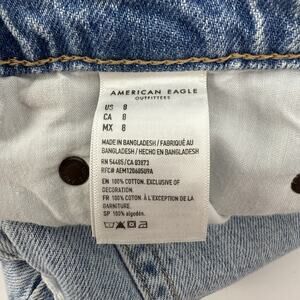 AMERICAN EAGLE
OUTFITTERS
US 8
CA 8
MX 8
MADE IN BANGLADESH / FABRIQUÉ AU
BANGLADESH / HECHO EN BANGLADESH
RN 54485/CA 03873
RFC# AEM1206050U9A
EN 100% COTTON. EXCLUSIVE OF
DECORATION.
FR 100% COTON. À L'EXCEPTION DE LA
GARNITURE
SP 100% algodón.